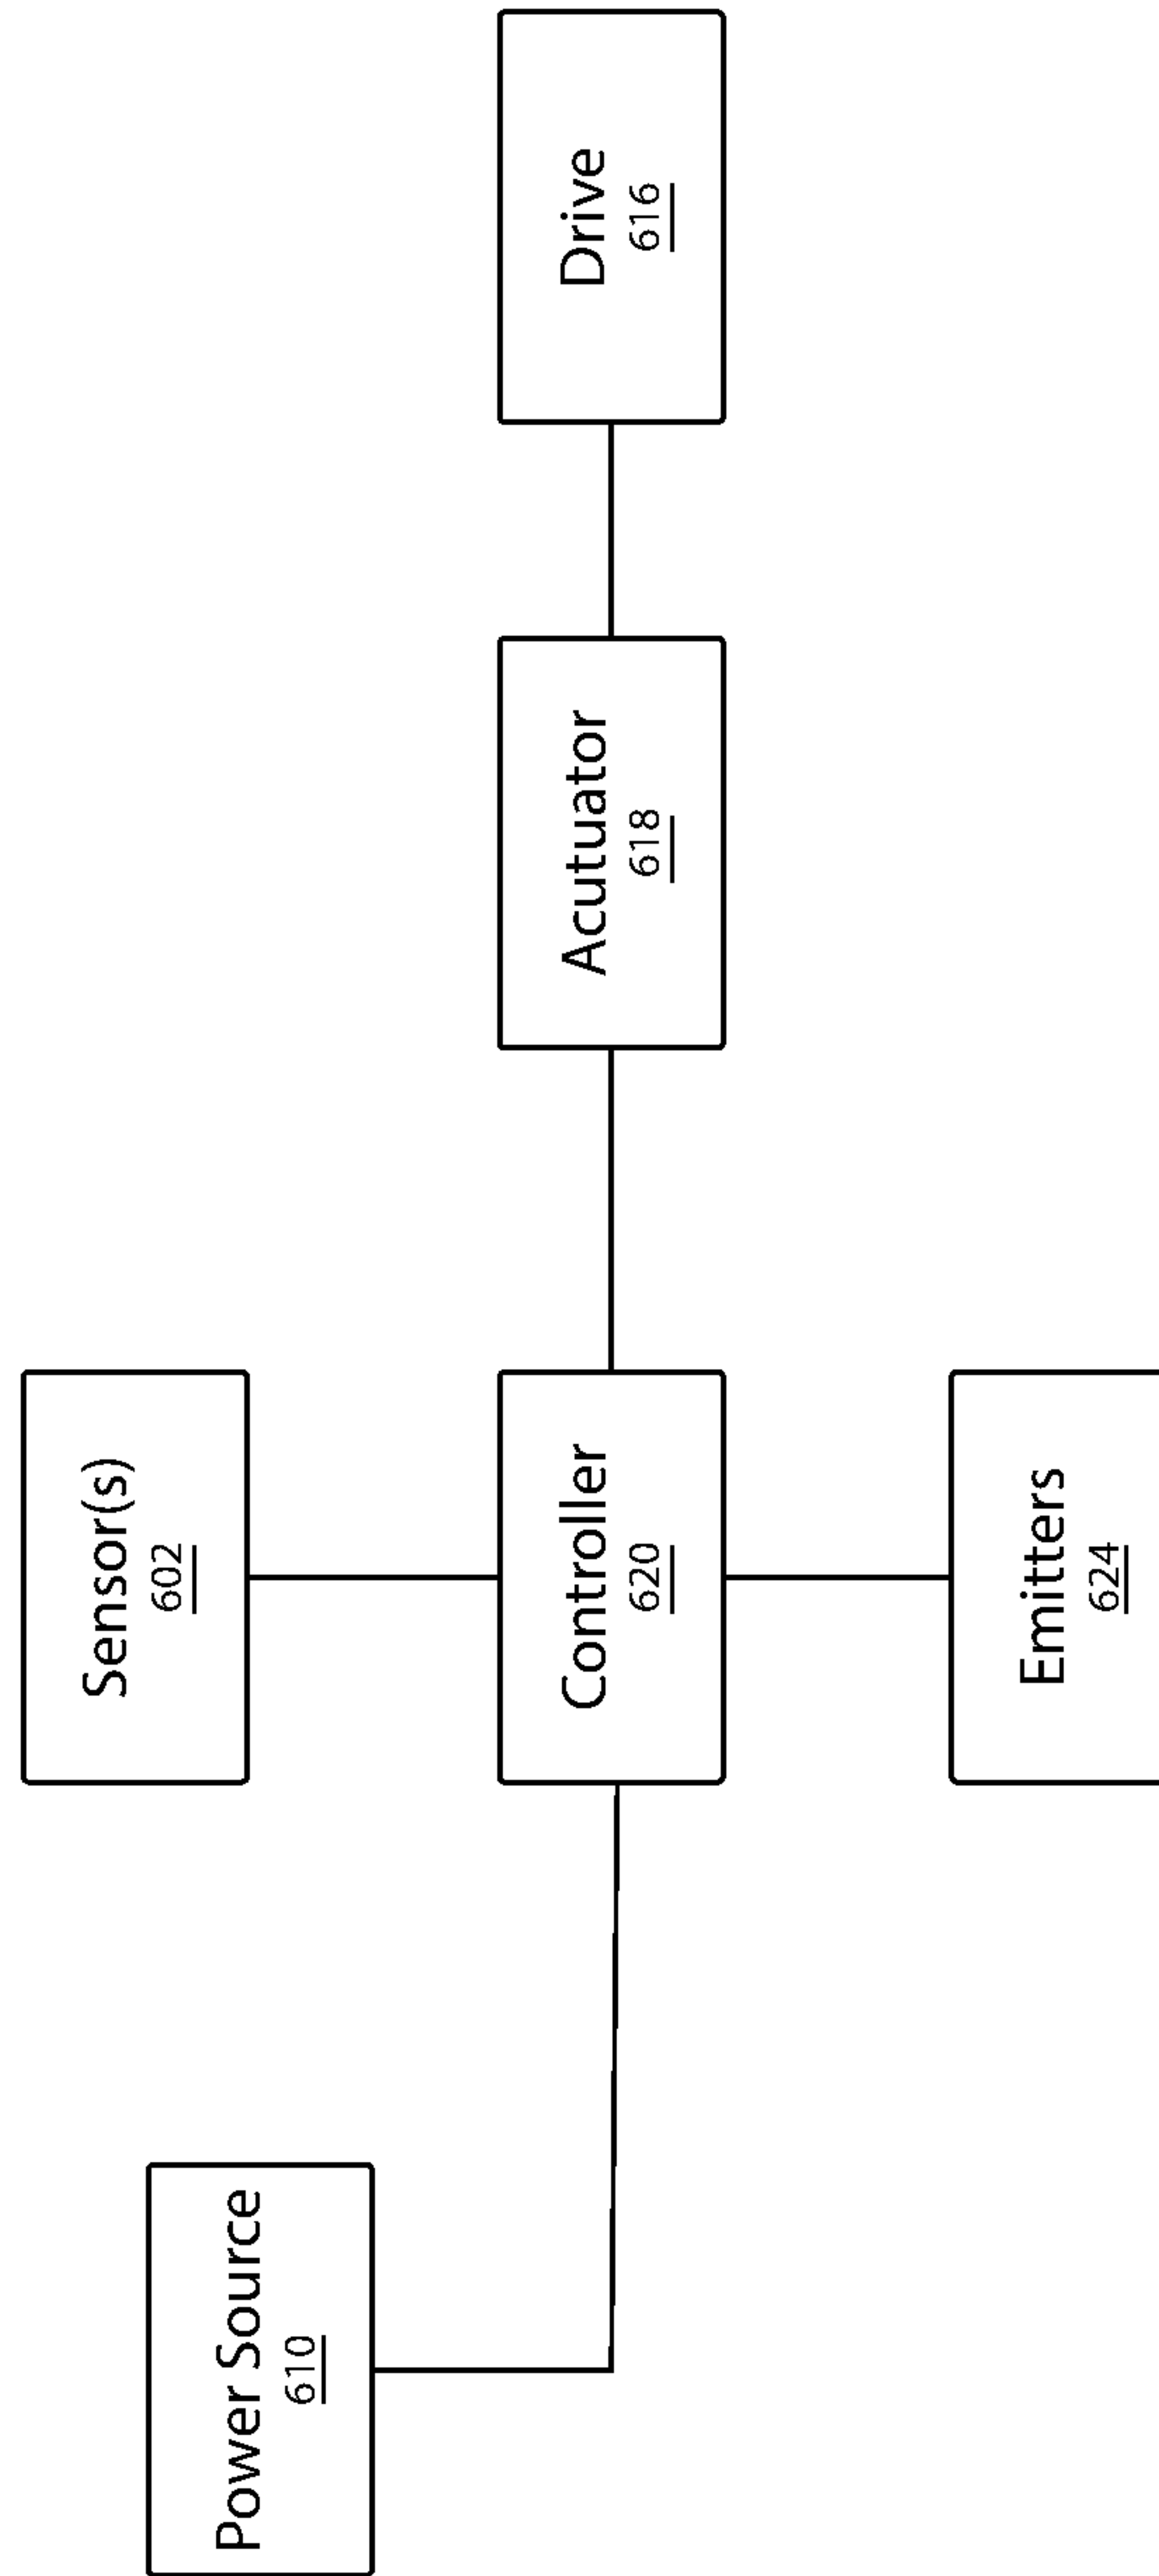 Sensor(s)
602
Power Source
610
Controller
620
Acutuator
618
Drive
616
Emitters
624